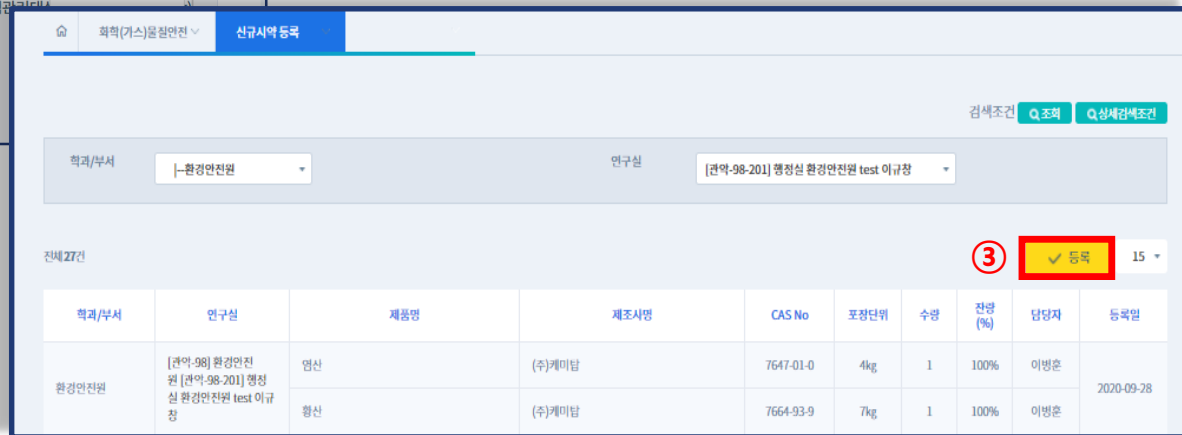 화학(가스)물질안전
신규시약 등록
검색조건
조회
상세검색조건
학과/부서
|--환경안전원
연구실
[관악-98-201] 행정실 환경안전원 test 이규창
전체27건
③
등록
15
학과/부서
연구실
제품명
제조사명
CAS No
포장단위
수량
잔량
(%)
담당자
등록일
환경안전원
[관악-98] 환경안전
원 [관악-98-201] 행정
실 환경안전원 test 이규
창
염산
(주)케미탑
7647-01-0
4kg
1
100%
이병훈
2020-09-28
황산
(주)케미탑
7664-93-9
7kg
1
100%
이병훈